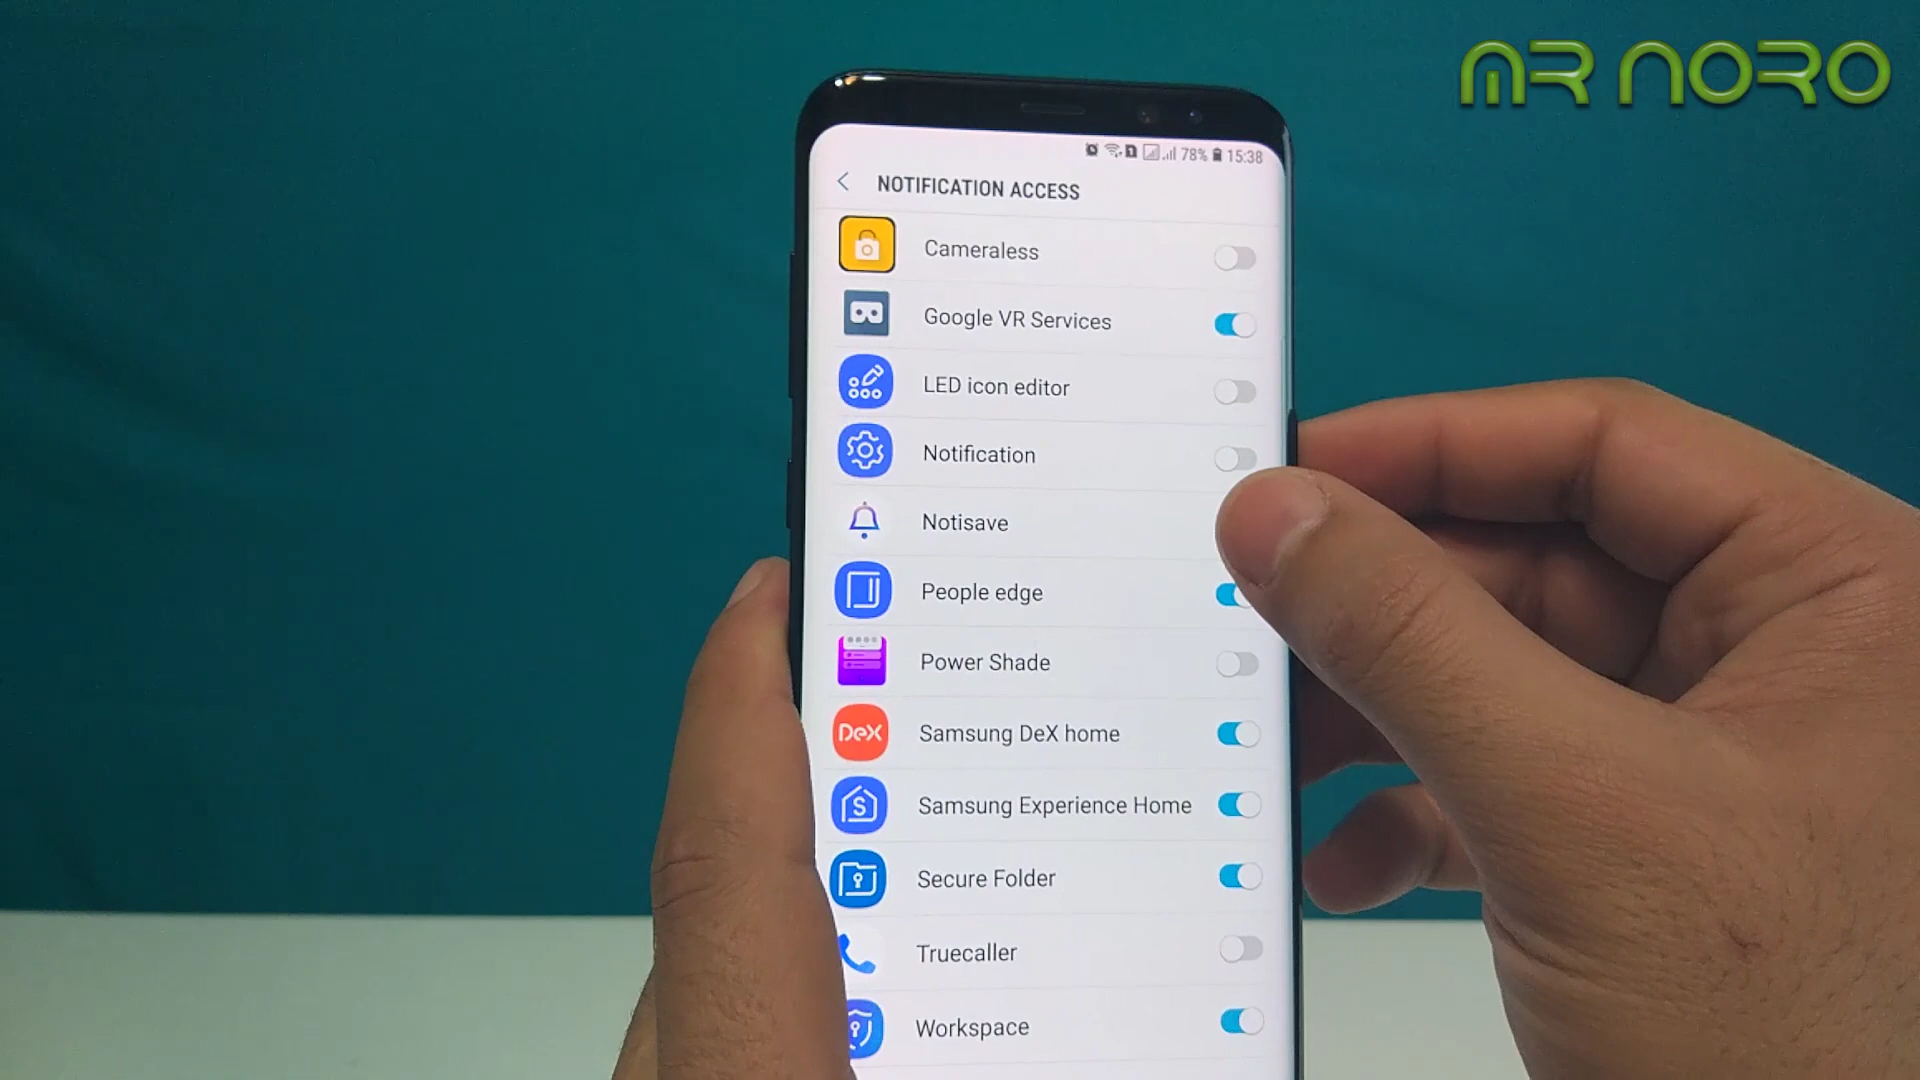 MR NORO
78% 15:38
NOTIFICATION ACCESS
Cameraless
Google VR Services
LED icon editor
Notification
Notisave
People edge
Power Shade
DeX
Samsung DeX home
S
Samsung Experience Home
Secure Folder
Truecaller
Workspace